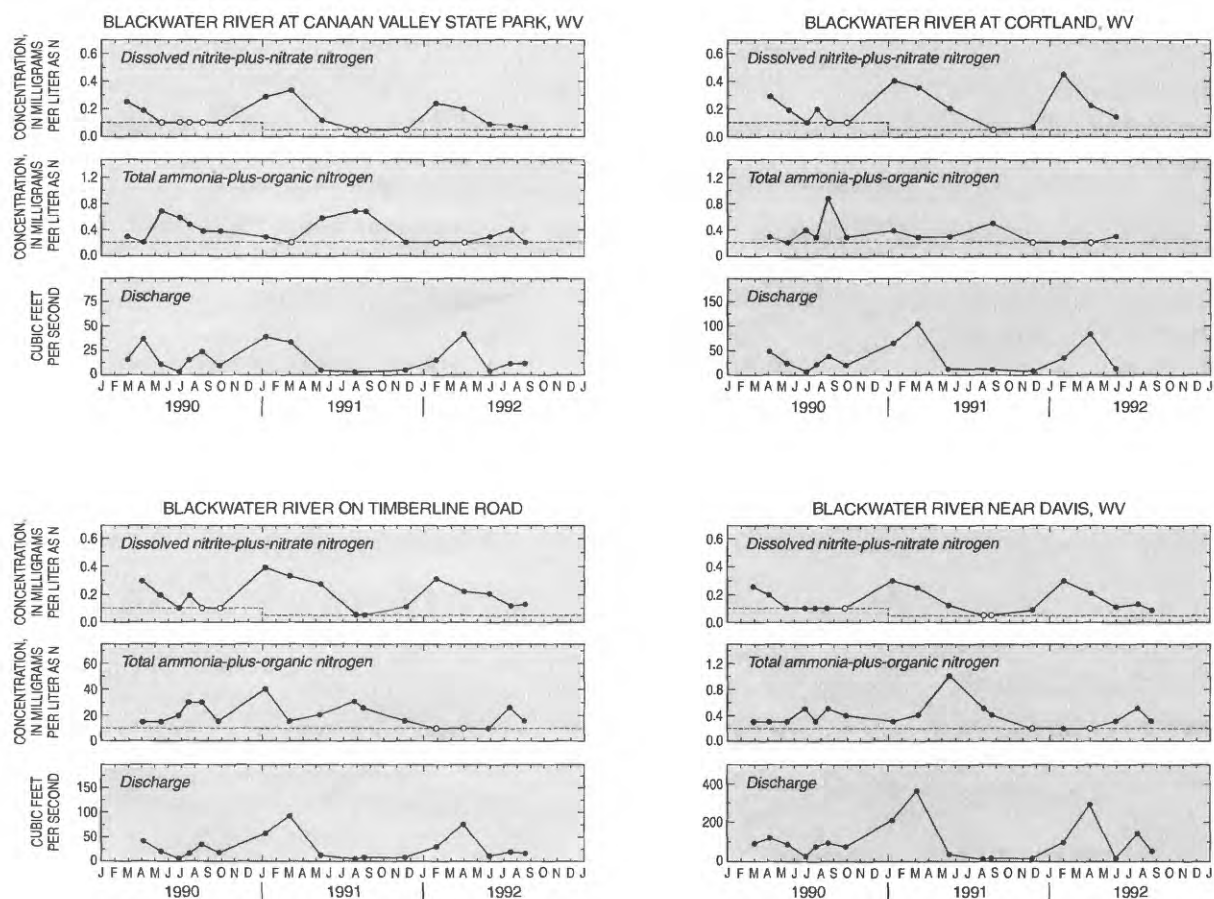 BLACKWATER RIVER AT CANAAN VALLEY STATE PARK, WV
CONCENTRATION,
IN MILLIGRAMS
PER LITER AS N
0.6
0.4
0.2
0.0
Dissolved nitrite-plus-nitrate nitrogen
1.2
0.8
0.4
0.0
CONCENTRATION,
IN MILLIGRAMS
PER LITER AS N
Total ammonia-plus-organic nitrogen
CUBIC FEET
PER SECOND
75
50
25
0
Discharge
J F M A M J J A S O N D J F M A M J J A S O N D J F M A M J J A S O N D J
1990 1991 1992
BLACKWATER RIVER AT CORTLAND, WV
0.6
0.4
0.2
0.0
Dissolved nitrite-plus-nitrate nitrogen
1.2
0.8
0.4
0.0
Total ammonia-plus-organic nitrogen
150
100
50
0
Discharge
J F M A M J J A S O N D J F M A M J J A S O N D J F M A M J J A S O N D J
1990 1991 1992
BLACKWATER RIVER ON TIMBERLINE ROAD
CONCENTRATION,
IN MILLIGRAMS
PER LITER AS N
0.6
0.4
0.2
0.0
Dissolved nitrite-plus-nitrate nitrogen
CONCENTRATION,
IN MILLIGRAMS
PER LITER AS N
60
40
20
0
Total ammonia-plus-organic nitrogen
CUBIC FEET
PER SECOND
150
100
50
0
Discharge
J F M A M J J A S O N D J F M A M J J A S O N D J F M A M J J A S O N D J
1990 1991 1992
BLACKWATER RIVER NEAR DAVIS, WV
0.6
0.4
0.2
0.0
Dissolved nitrite-plus-nitrate nitrogen
1.2
0.8
0.4
0.0
Total ammonia-plus-organic nitrogen
400
200
0
Discharge
J F M A M J J A S O N D J F M A M J J A S O N D J F M A M J J A S O N D J
1990 1991 1992